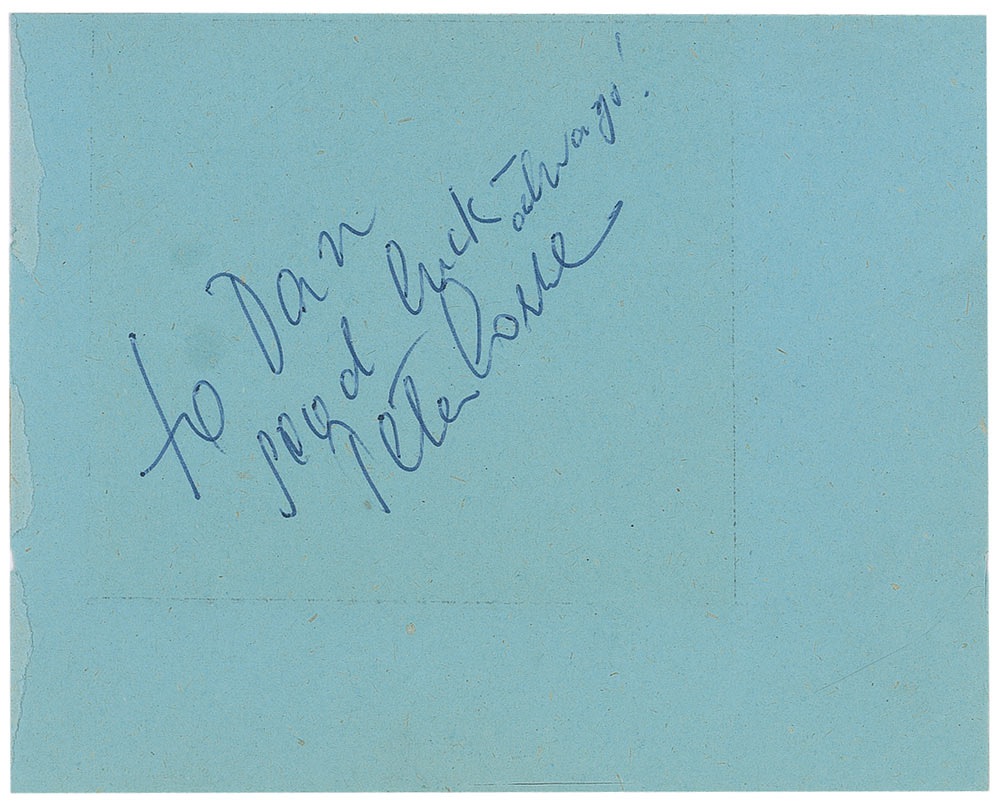 to Dan
good luck always!
Peter Lorre